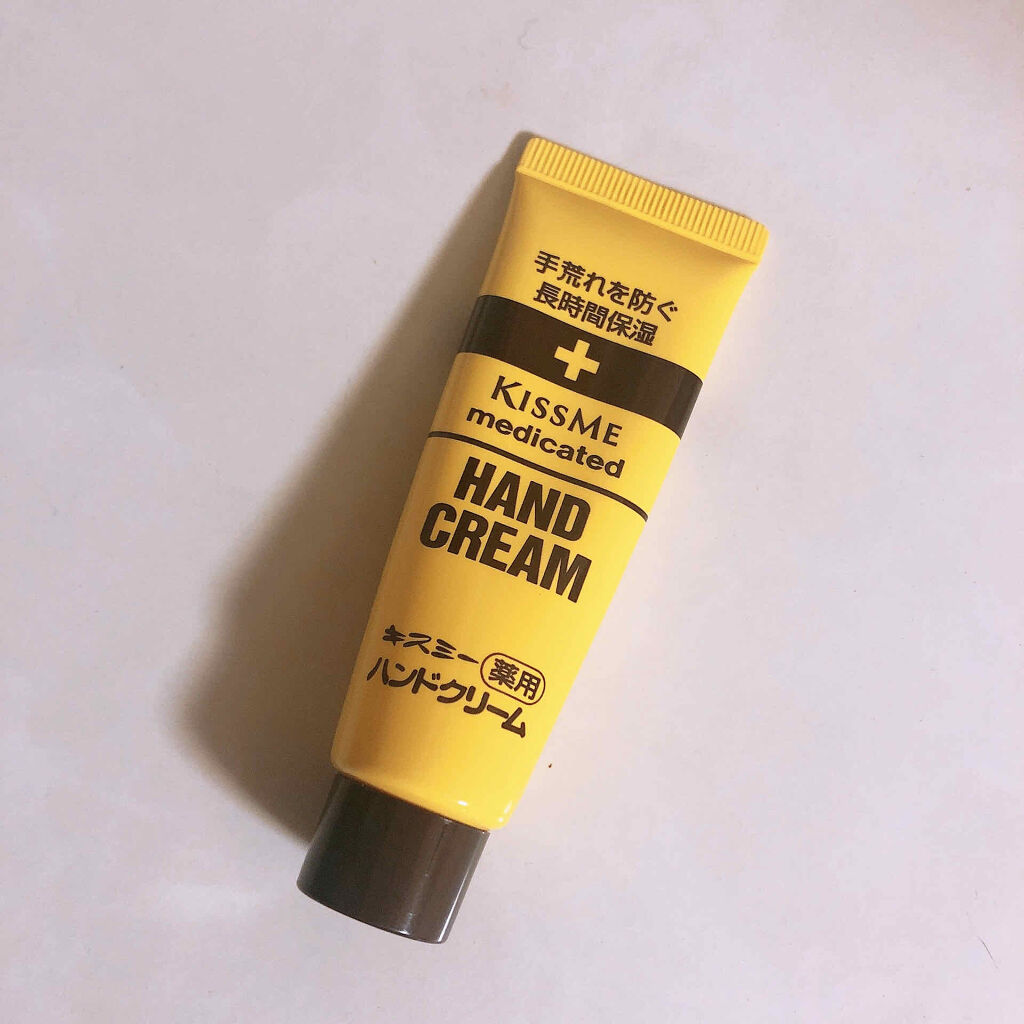 手荒れを防ぐ
長時間保湿
KISSME
medicated
HAND
CREAM
キスミー 薬用
ハンドクリーム